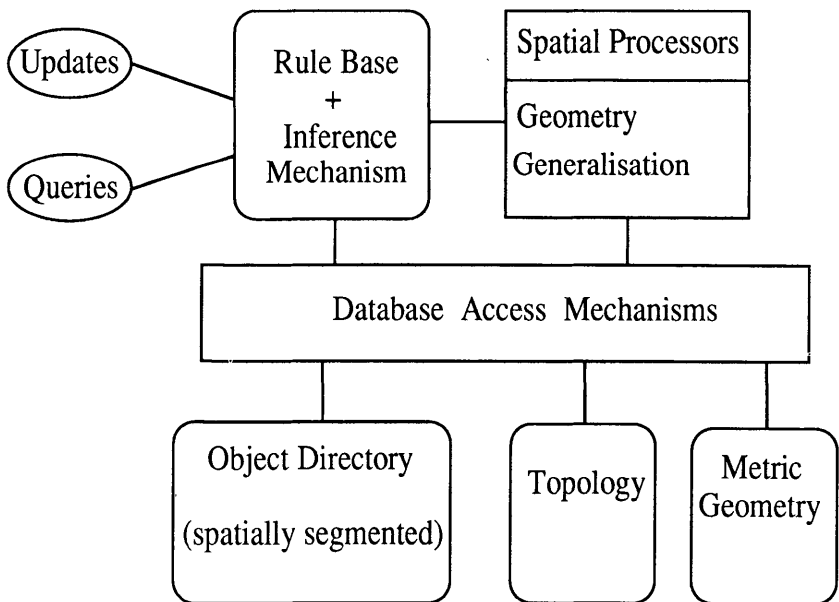 Updates
Queries
Rule Base
+
Inference
Mechanism
Spatial Processors
Geometry
Generalisation
Database Access Mechanisms
Object Directory
(spatially segmented)
Topology
Metric
Geometry